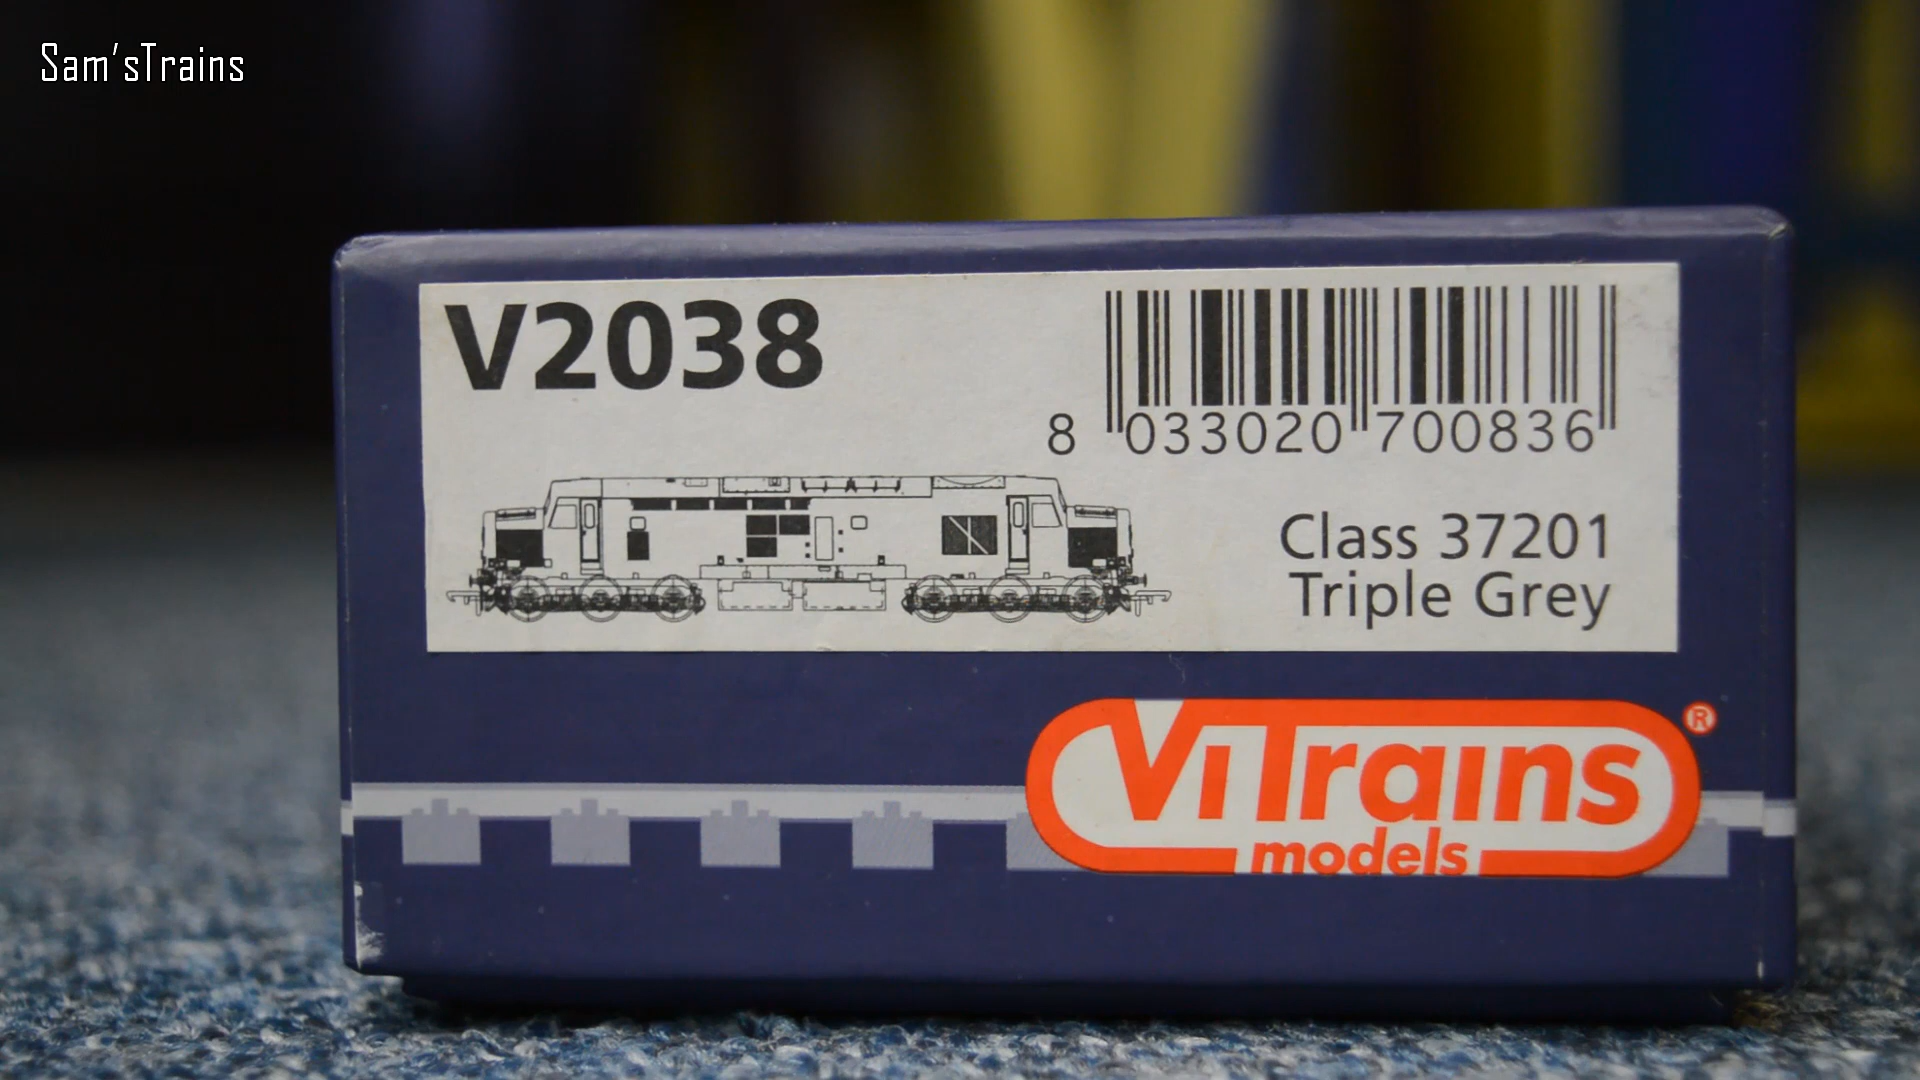 Sam'sTrains
V2038
8 033020 700836
Class 37201
Triple Grey
ViTrains ®
models